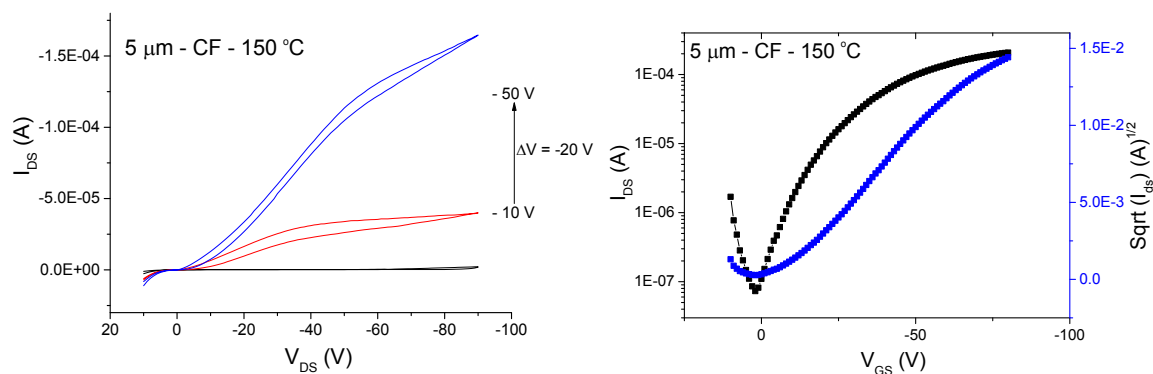 5 μm - CF - 150 °C
-1.5E-04
-1.0E-04
-5.0E-05
0.0E+00
I_DS (A)
- 50 V
ΔV = -20 V
- 10 V
20 0 -20 -40 -60 -80 -100
V_DS (V)
5 μm - CF - 150 °C
1E-04
1E-05
1E-06
1E-07
I_DS (A)
1.5E-2
1.0E-2
5.0E-3
0.0
Sqrt (I_ds) (A)^1/2
0 -50 -100
V_GS (V)